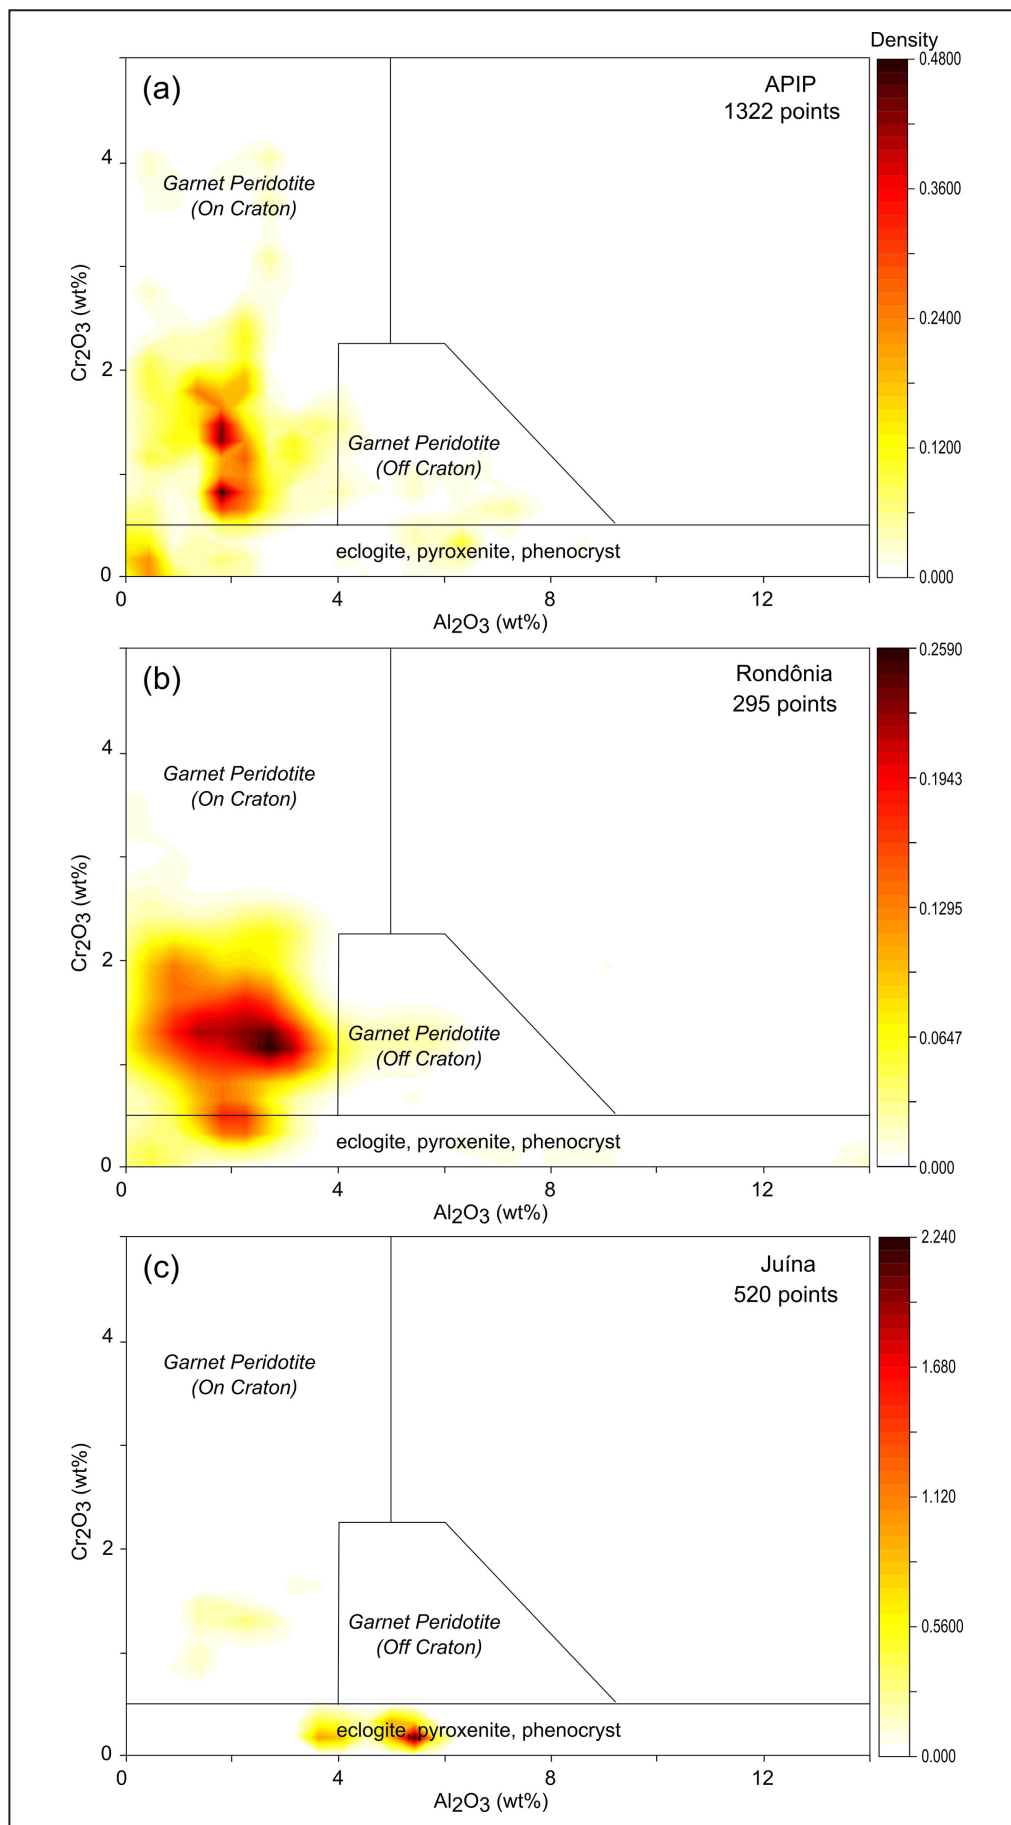 Density
(a)
APIP
1322 points
0.4800
0.3600
0.2400
0.1200
0.000
Garnet Peridotite
(On Craton)
Garnet Peridotite
(Off Craton)
eclogite, pyroxenite, phenocryst
Cr2O3 (wt%)
4
2
0
0 4 8 12
Al2O3 (wt%)
(b)
Rondônia
295 points
0.2590
0.1943
0.1295
0.0647
0.000
Garnet Peridotite
(On Craton)
Garnet Peridotite
(Off Craton)
eclogite, pyroxenite, phenocryst
Cr2O3 (wt%)
4
2
0
0 4 8 12
Al2O3 (wt%)
(c)
Juína
520 points
2.240
1.680
1.120
0.5600
0.000
Garnet Peridotite
(On Craton)
Garnet Peridotite
(Off Craton)
eclogite, pyroxenite, phenocryst
Cr2O3 (wt%)
4
2
0
0 4 8 12
Al2O3 (wt%)